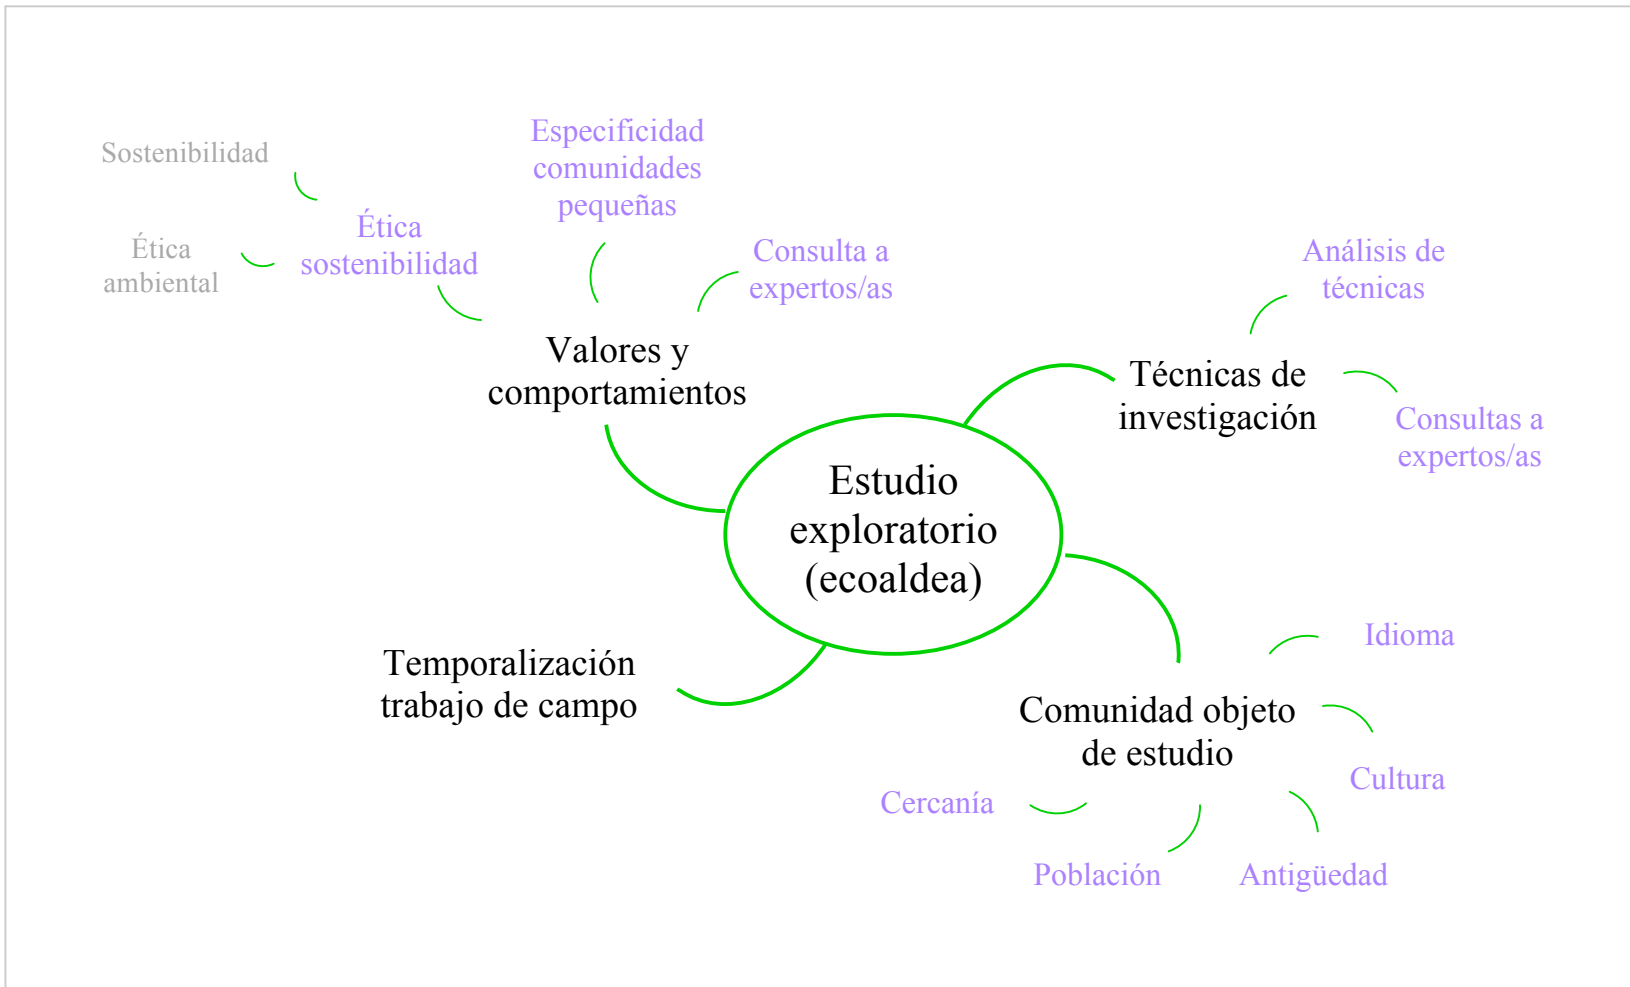 Sostenibilidad
Ética
ambiental
Ética
sostenibilidad
Especificidad
comunidades
pequeñas
Consulta a
expertos/as
Valores y
comportamientos
Análisis de
técnicas
Técnicas de
investigación
Consultas a
expertos/as
Estudio
exploratorio
(ecoaldea)
Temporalización
trabajo de campo
Comunidad objeto
de estudio
Idioma
Cultura
Cercanía
Población
Antigüedad